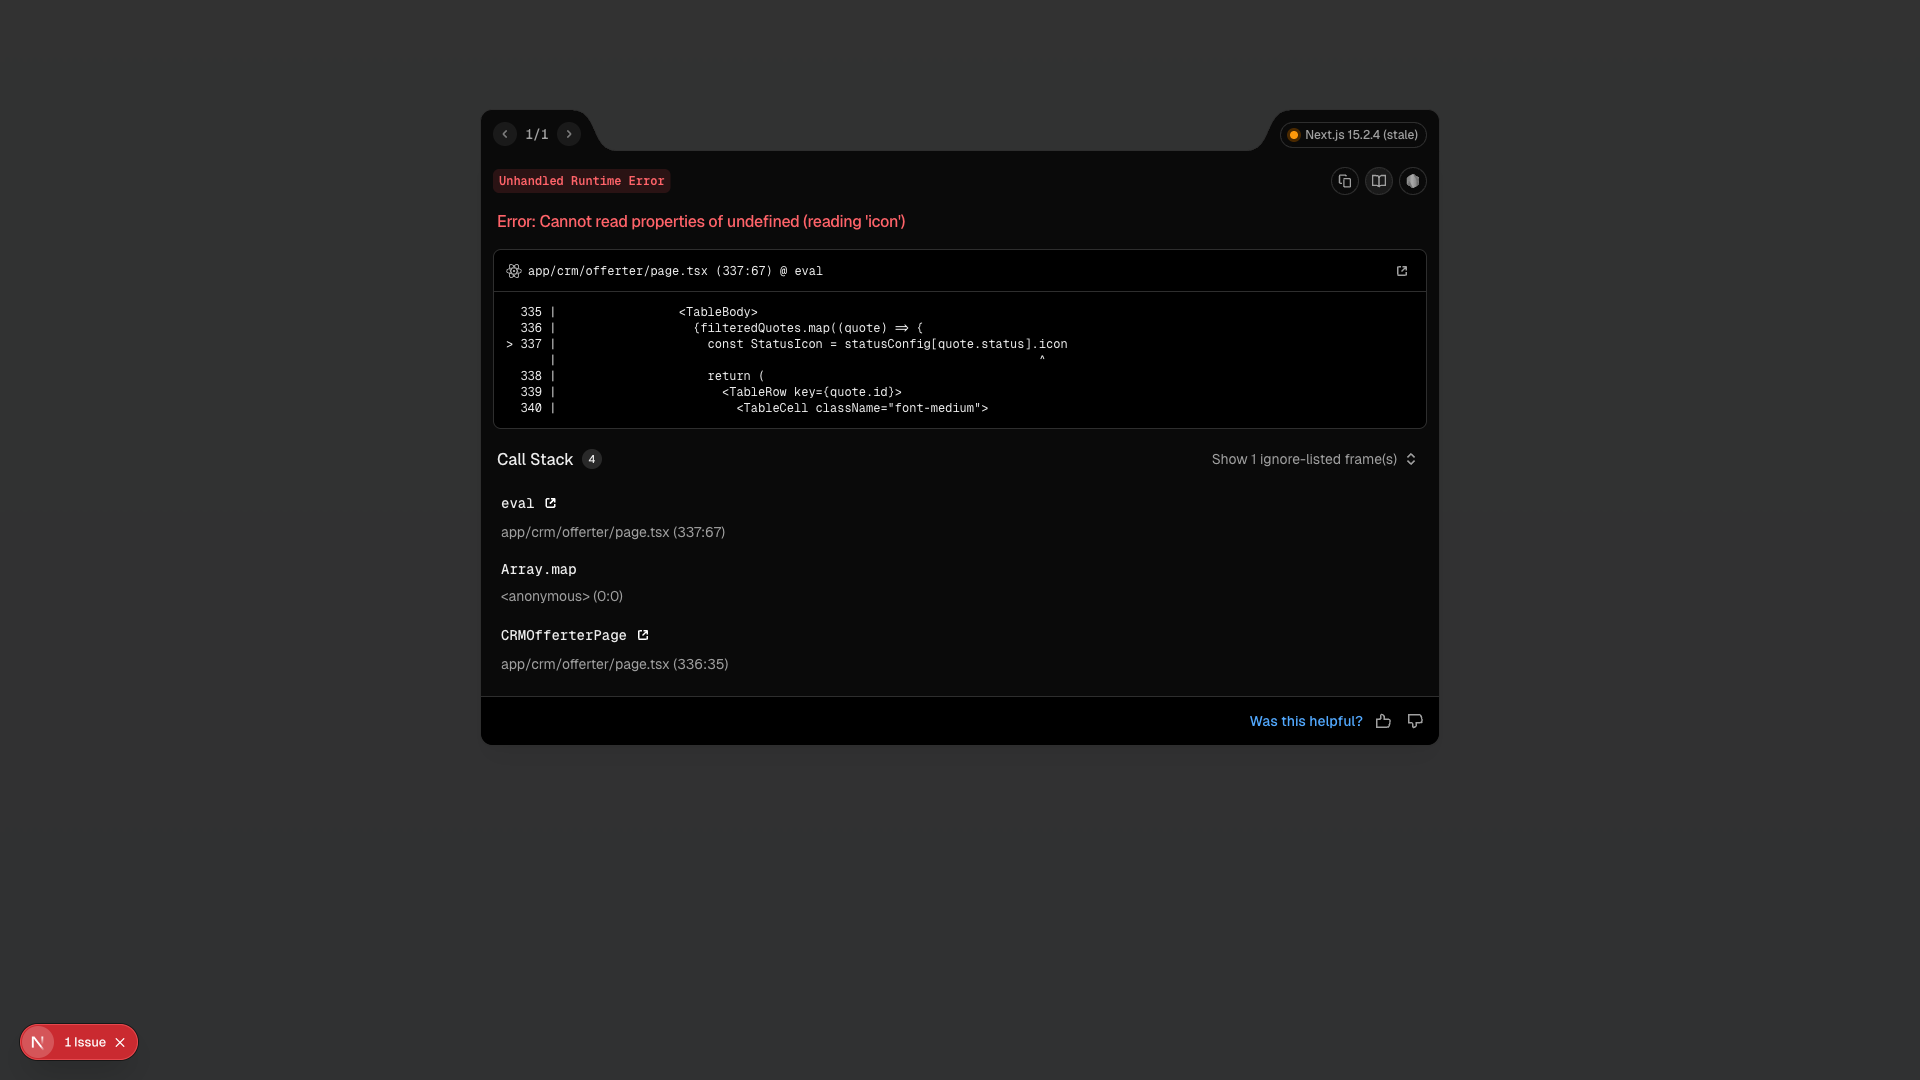 1/1
Next.js 15.2.4 (stale)
Unhandled Runtime Error
Error: Cannot read properties of undefined (reading 'icon')
app/crm/offerter/page.tsx (337:67) @ eval
335 | <TableBody>
336 | {filteredQuotes.map((quote) => {
> 337 | const StatusIcon = statusConfig[quote.status].icon
| ^
338 | return (
339 | <TableRow key={quote.id}>
340 | <TableCell className="font-medium">
Call Stack 4
Show 1 ignore-listed frame(s)
eval
app/crm/offerter/page.tsx (337:67)
Array.map
<anonymous> (0:0)
CRMOfferterPage
app/crm/offerter/page.tsx (336:35)
Was this helpful?
N 1 Issue